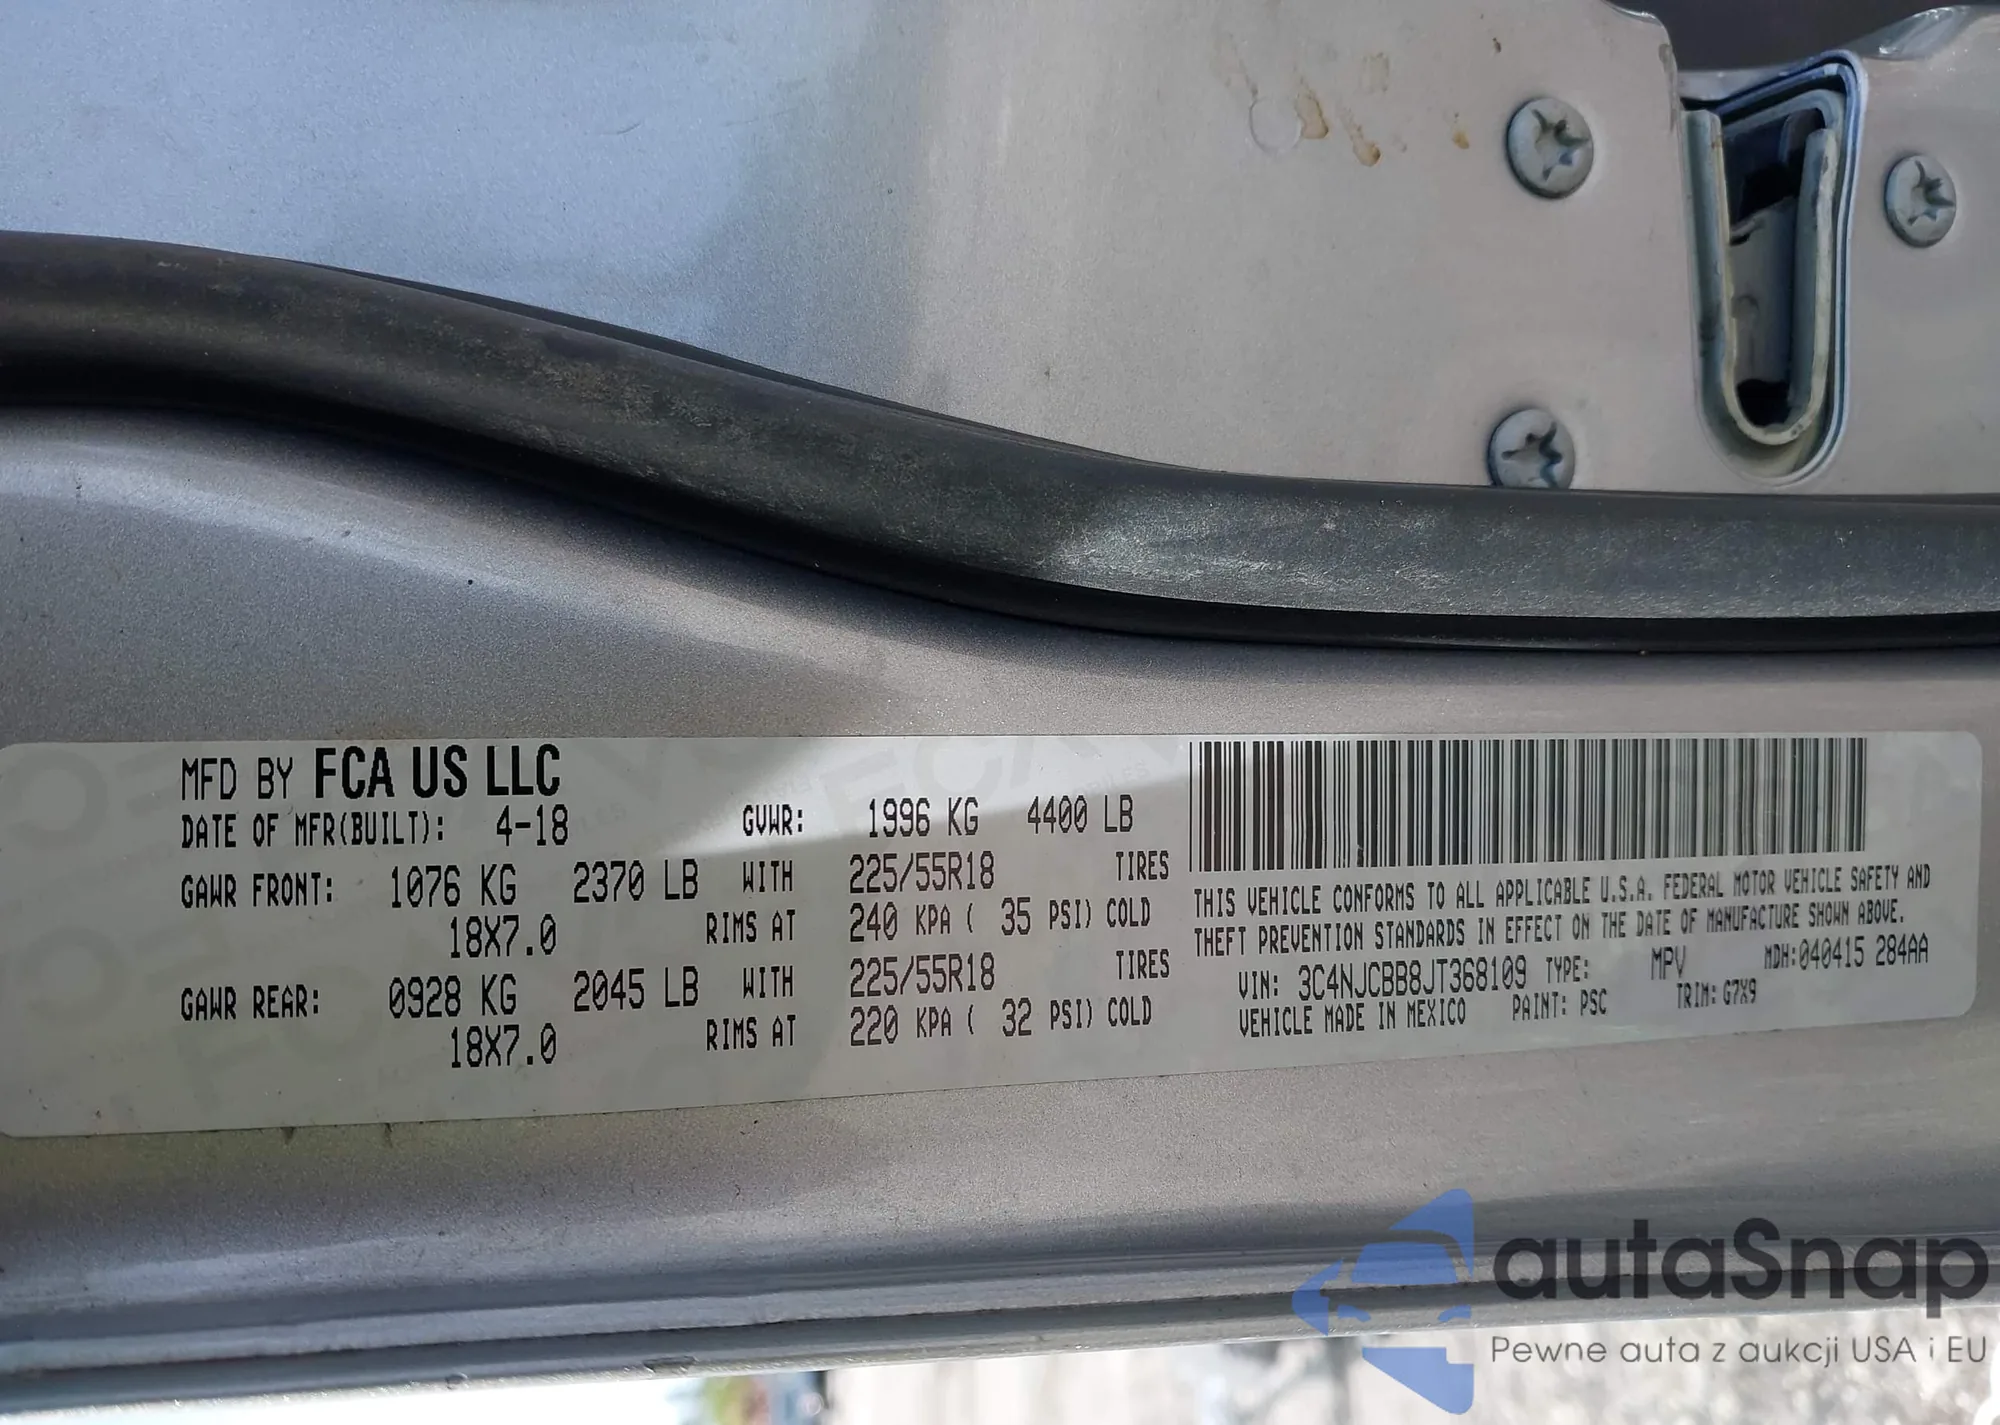 MFD BY FCA US LLC
DATE OF MFR(BUILT): 4-18 GVWR: 1996 KG 4400 LB
GAWR FRONT: 1076 KG 2370 LB WITH 225/55R18 TIRES
18X7.0 RIMS AT 240 KPA ( 35 PSI) COLD
GAWR REAR: 0928 KG 2045 LB WITH 225/55R18 TIRES
18X7.0 RIMS AT 220 KPA ( 32 PSI) COLD
THIS VEHICLE CONFORMS TO ALL APPLICABLE U.S.A. FEDERAL MOTOR VEHICLE SAFETY AND
THEFT PREVENTION STANDARDS IN EFFECT ON THE DATE OF MANUFACTURE SHOWN ABOVE.
VIN: 3C4NJCBB8JT368109 TYPE: MPV MDH:040415 284AA
VEHICLE MADE IN MEXICO PAINT: PSC TRIM: G7X9
autaSnap
Pewne auta z aukcji USA i EU